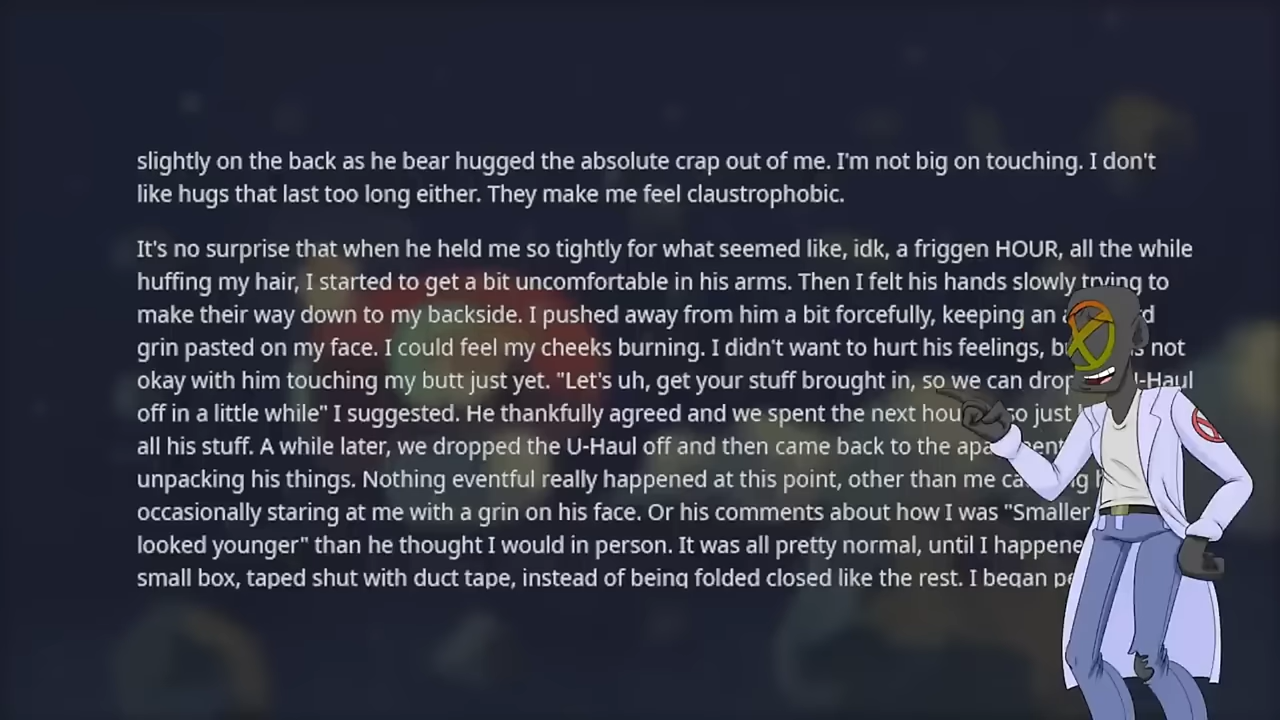 slightly on the back as he bear hugged the absolute crap out of me. I'm not big on touching. I don't
like hugs that last too long either. They make me feel claustrophobic.
It's no surprise that when he held me so tightly for what seemed like, idk, a friggen HOUR, all the while
huffing my hair, I started to get a bit uncomfortable in his arms. Then I felt his hands slowly trying to
make their way down to my backside. I pushed away from him a bit forcefully, keeping an
grin pasted on my face. I could feel my cheeks burning. I didn't want to hurt his feelings, not
okay with him touching my butt just yet. "Let's uh, get your stuff brought in, so we can drop U-Haul
off in a little while" I suggested. He thankfully agreed and we spent the next so just
all his stuff. A while later, we dropped the U-Haul off and then came back to the
unpacking his things. Nothing eventful really happened at this point, other than me
occasionally staring at me with a grin on his face. Or his comments about how I was "Smaller
looked younger" than he thought I would in person. It was all pretty normal, until I
small box, taped shut with duct tape, instead of being folded closed like the rest. I began